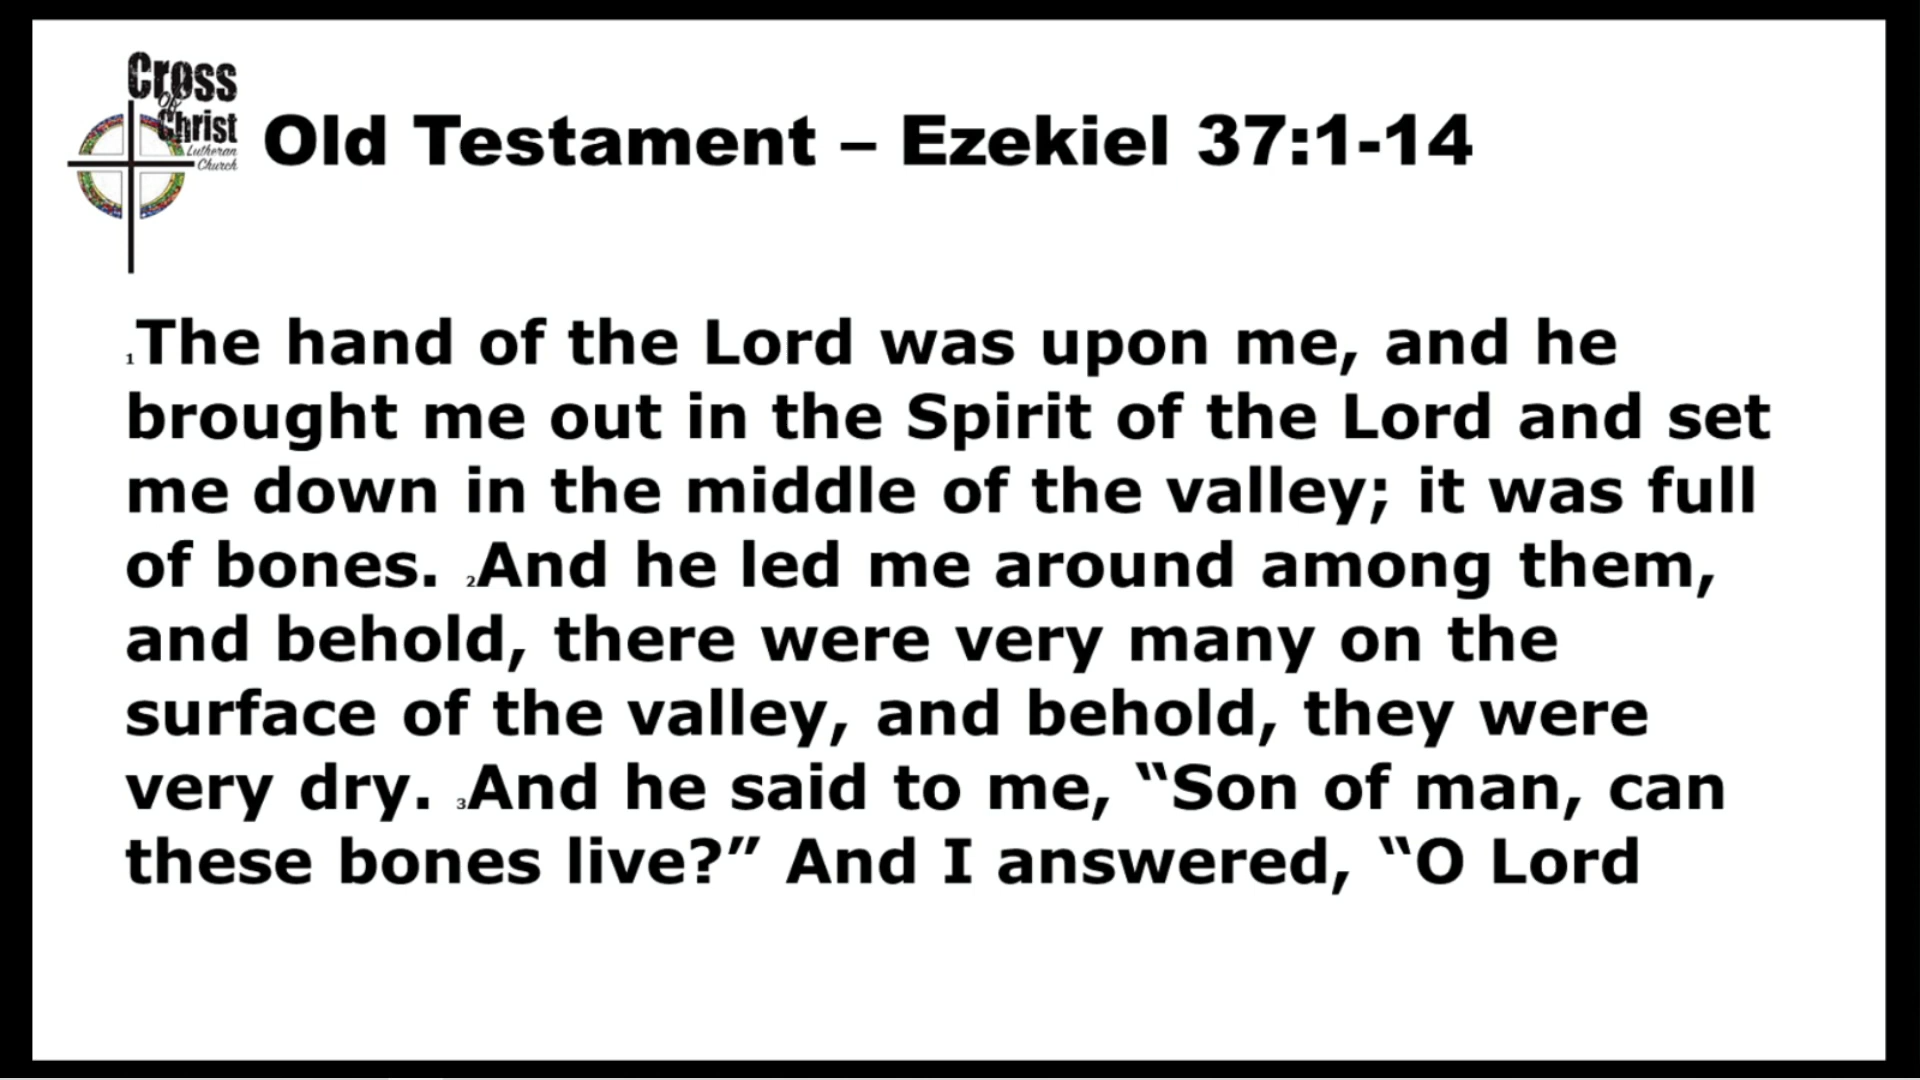 Cross
Of
Christ
Lutheran
Church
Old Testament – Ezekiel 37:1-14
1The hand of the Lord was upon me, and he
brought me out in the Spirit of the Lord and set
me down in the middle of the valley; it was full
of bones. 2And he led me around among them,
and behold, there were very many on the
surface of the valley, and behold, they were
very dry. 3And he said to me, “Son of man, can
these bones live?” And I answered, “O Lord